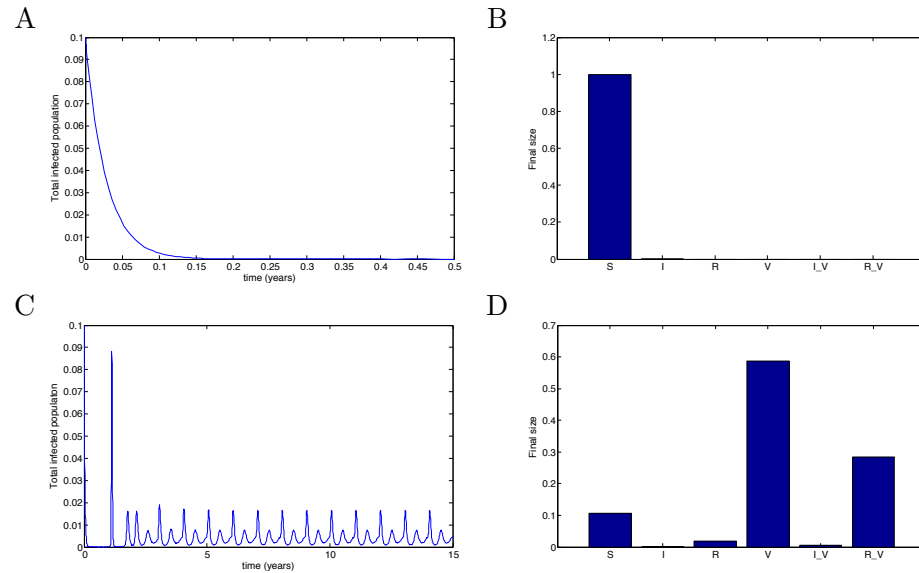 A
B
0.1
0.09
0.08
0.07
0.06
0.05
0.04
0.03
0.02
0.01
0
Total infected population
0 0.05 0.1 0.15 0.2 0.25 0.3 0.35 0.4 0.45 0.5
time (years)
1.2
1
0.8
0.6
0.4
0.2
0
Final size
S I R V I_V R_V
C
D
0.1
0.09
0.08
0.07
0.06
0.05
0.04
0.03
0.02
0.01
0
Total infected populaton
0 5 10 15
time (years)
0.7
0.6
0.5
0.4
0.3
0.2
0.1
0
Final size
S I R V I_V R_V